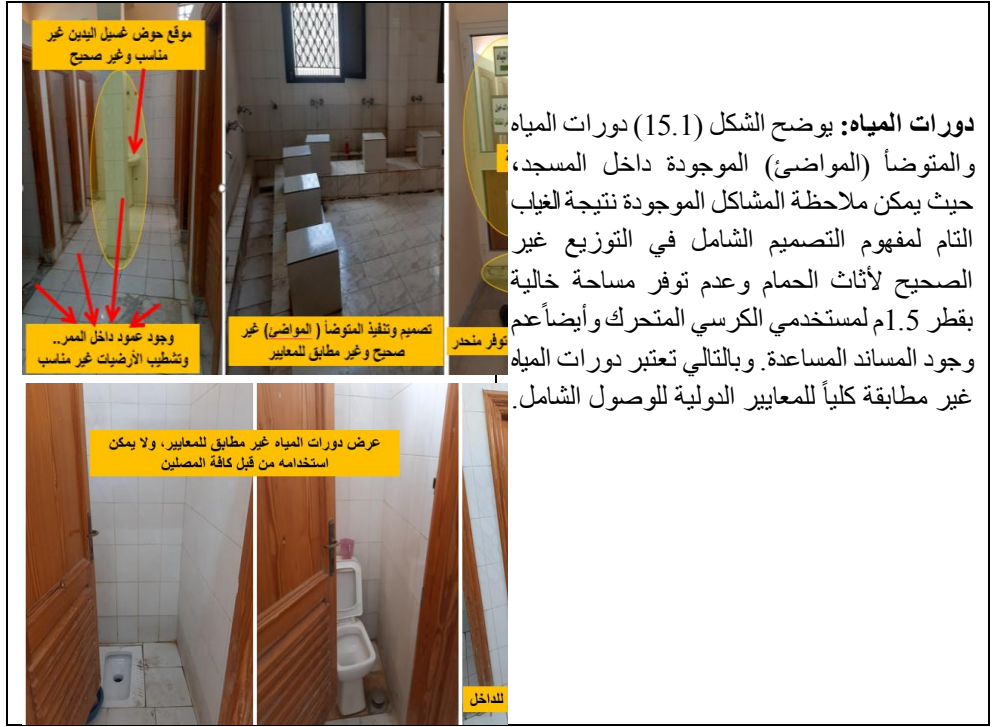 دورات المياه: يوضح الشكل (15.1) دورات المياه
والمتوضأ (المواضئ) الموجودة داخل المسجد،
حيث يمكن ملاحظة المشاكل الموجودة نتيجة الغياب
التام لمفهوم التصميم الشامل في التوزيع غير
الصحيح لأثاث الحمام وعدم توفر مساحة خالية
بقطر 1.5م لمستخدمي الكرسي المتحرك وأيضاً عدم
وجود المساند المساعدة. وبالتالي تعتبر دورات المياه
غير مطابقة كلياً للمعايير الدولية للوصول الشامل.
موقع حوض غسيل اليدين غير
مناسب وغير صحيح
وجود عمود داخل الممر..
وتشطيب الأرضيات غير مناسب
تصميم وتنفيذ المتوضأ ( المواضئ) غير
صحيح وغير مطابق للمعايير
توفر منحدر
عرض دورات المياه غير مطابق للمعايير، ولا يمكن
استخدامه من قبل كافة المصلين
للداخل